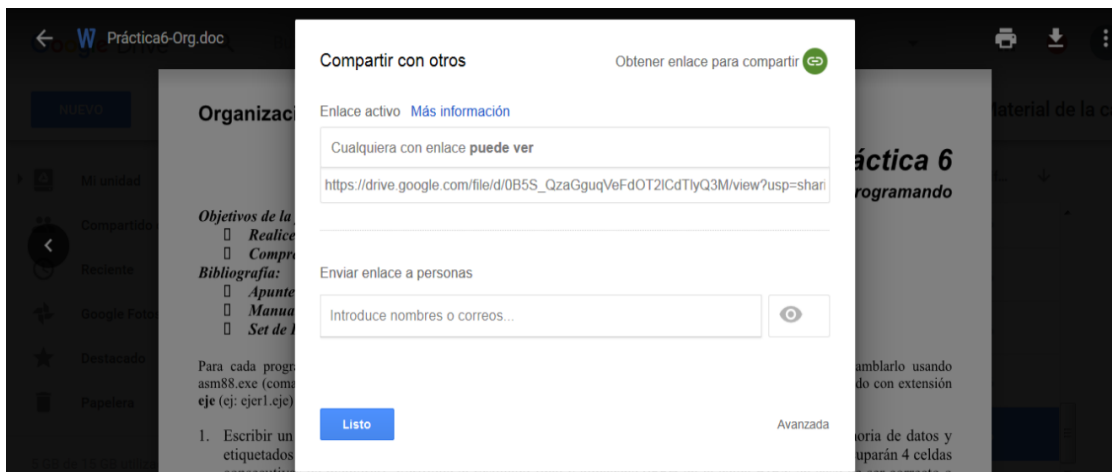 Práctica6-Org.doc
Compartir con otros
Obtener enlace para compartir
Enlace activo Más información
Cualquiera con enlace puede ver
https://drive.google.com/file/d/0B5S_QzaGguqVeFdOT2lCdTlyQ3M/view?usp=shari
Enviar enlace a personas
Introduce nombres o correos...
Listo
Avanzada
NUEVO
Mi unidad
Compartido
Reciente
Google Fotos
Destacado
Papelera
Organizaci
áctica 6
rogramando
Objetivos de la
Realice
Compre
Bibliografía:
Apunte
Manua
Set de
Para cada progr
amblarlo usando
asm88.exe (coma
do con extensión
eje (ej: ejer1.eje)
1. Escribir un
oria de datos y
etiquetados
uparán 4 celdas
Material de la c